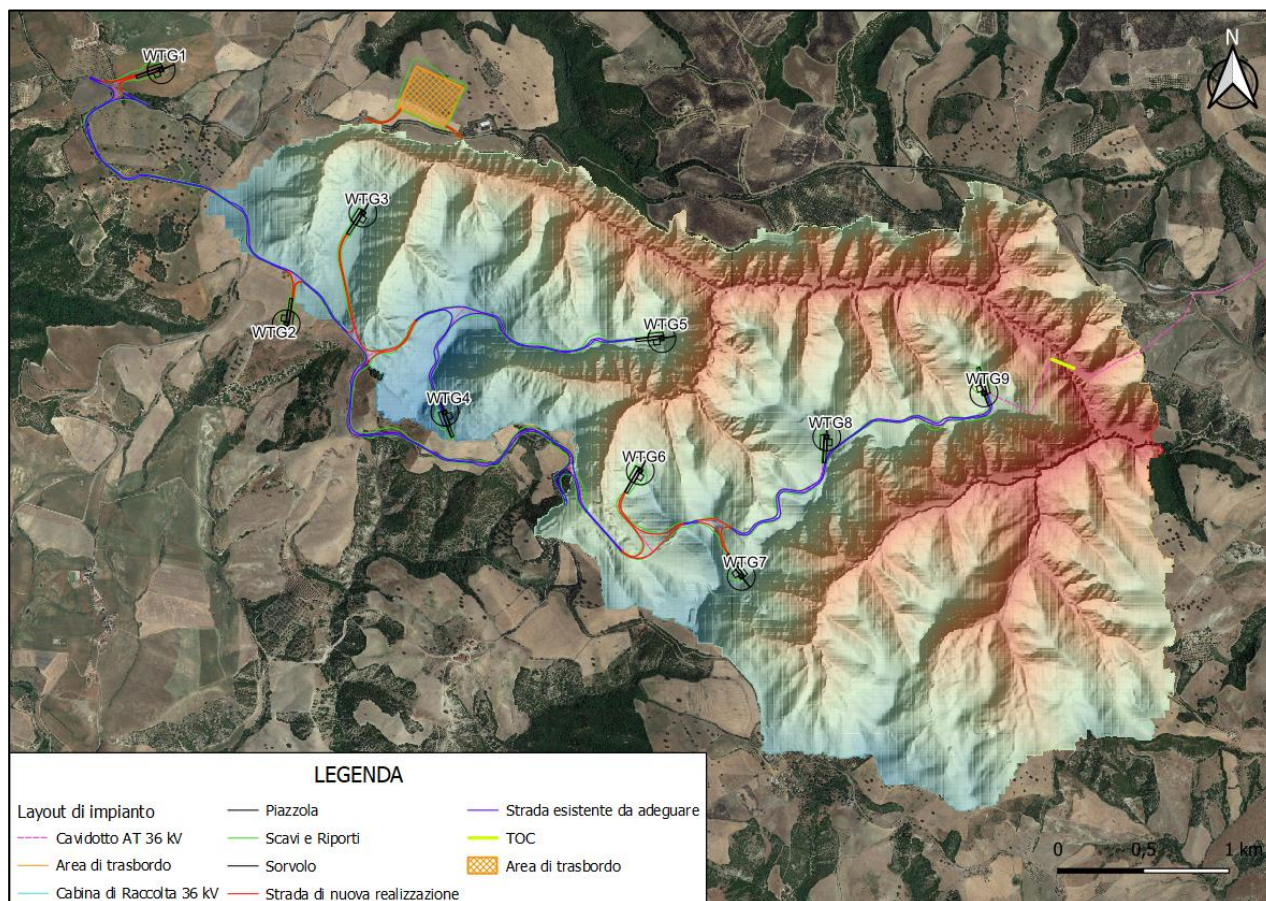 N
WTG1
WTG3
WTG2
WTG5
WTG9
WTG4
WTG8
WTG6
WTG7
LEGENDA
Layout di impianto
Cavidotto AT 36 kV
Area di trasbordo
Cabina di Raccolta 36 kV
Piazzola
Scavi e Riporti
Sorvolo
Strada di nuova realizzazione
Strada esistente da adeguare
TOC
Area di trasbordo
0 0,5 1 km